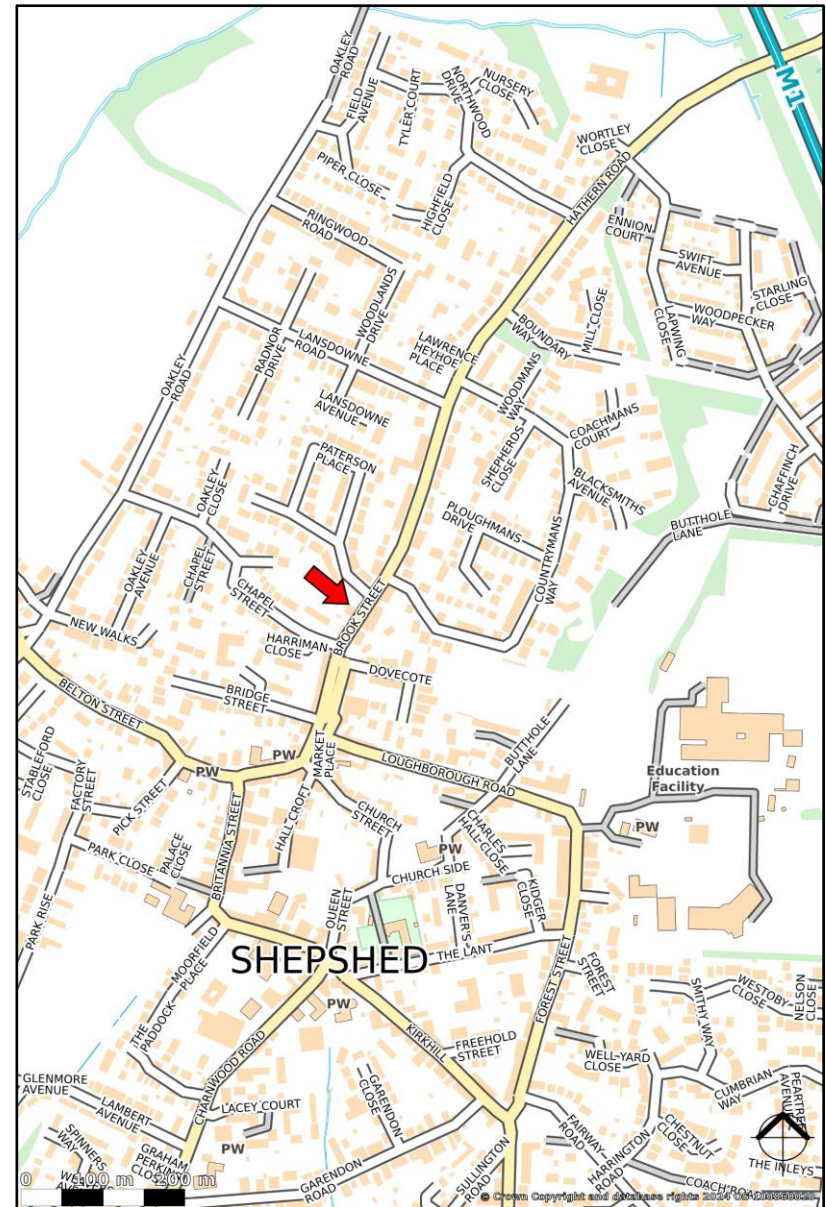 OAKLEY
ROAD
FIELD
AVENUE
TYLER COURT
NORTHWOOD
DRIVE
NURSERY
CLOSE
M1
PIPER CLOSE
HIGHFIELD
CLOSE
WORTLEY
CLOSE
HATHERN ROAD
RINGWOOD
ROAD
ENNION
COURT
SWIFT
AVENUE
STARLING
CLOSE
WOODPECKER
WAY
LAPWING
CLOSE
WOODLANDS
DRIVE
RADNOR
DRIVE
LANSDOWNE
ROAD
LAWRENCE
HEYHOE
PLACE
BOUNDARY
WAY
MILL CLOSE
OAKLEY
ROAD
LANSDOWNE
AVENUE
WOODMANS
WAY
SHEPHERDS
CLOSE
COACHMANS
COURT
BLACKSMITHS
AVENUE
CHAFFINCH
DRIVE
PATERSON
PLACE
OAKLEY
CLOSE
PLOUGHMANS
DRIVE
BUTTHOLE
LANE
COUNTRYMANS
WAY
OAKLEY
AVENUE
CHAPEL
STREET
CHAPEL
STREET
BROOK STREET
NEW WALKS
HARRIMAN
CLOSE
DOVECOTE
BRIDGE
STREET
BELTON STREET
BUTTHOLE
LANE
MARKET
PLACE
PW
PW
LOUGHBOROUGH ROAD
Education
Facility
PW
STABLEFORD
CLOSE
FACTORY
STREET
PICK STREET
BRITANNIA STREET
HALL CROFT
CHURCH
STREET
CHARLES
HALL CLOSE
PARK CLOSE
PALACE
CLOSE
PW
CHURCH SIDE
KIDGER
CLOSE
DANVER'S
LANE
QUEEN
STREET
PARK RISE
MOORFIELD
PLACE
SHEPSHED
THE LANT
FOREST STREET
FOREST
STREET
THE
PADDOCK
PW
KIRKHILL
FREEHOLD
STREET
SMITHY WAY
WESTOBY
CLOSE
NELSON
CLOSE
WELL YARD
CLOSE
CHARNWOOD ROAD
GLENMORE
AVENUE
LAMBERT
AVENUE
LACEY COURT
GARENDON
CLOSE
CUMBRIAN
WAY
PEARTREE
AVENUE
FAIRWAY
ROAD
CHESTNUT
CLOSE
SPINNERS
WAY
GRAHAM
PERKINS
CLOSE
PW
GARENDON
ROAD
SULLINGTON
ROAD
HARRINGTON
ROAD
COACH ROAD
THE INLEYS
0 100 m 200 m
© Crown Copyright and database rights 2024